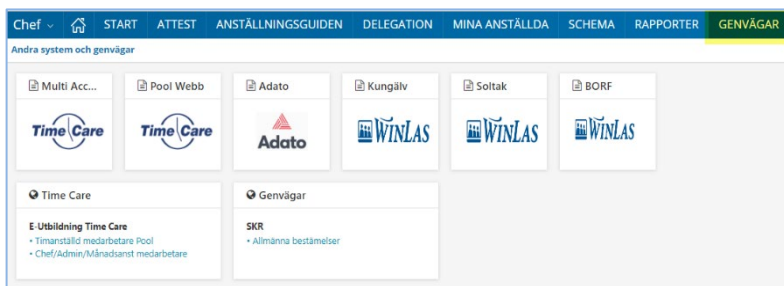 Chef START ATTEST ANSTÄLLNINGSGUIDEN DELEGATION MINA ANSTÄLLDA SCHEMA RAPPORTER GENVÄGAR
Andra system och genvägar
Multi Acc... Pool Webb Adato Kungälv Soltak BORF
Time Care Time Care Adato WINLAS WINLAS WINLAS
Time Care Genvägar
E-Utbildning Time Care SKR
• Timanställd medarbetare Pool • Allmänna bestämelser
• Chef/Admin/Månadsanst medarbetare